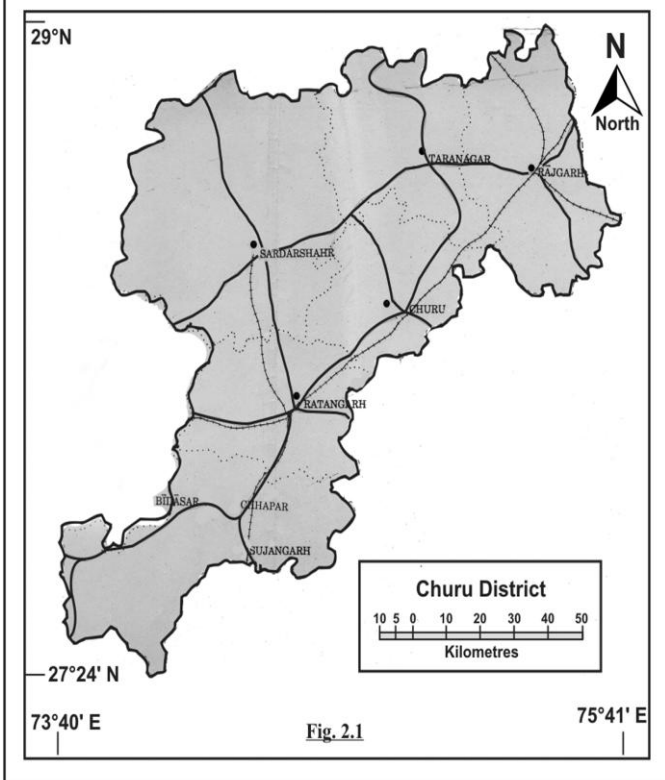 29°N
N
North
TARANAGAR
RAJGARH
SARDARSHAHR
CHURU
RATANGARH
BĪDĀSAR
CHHAPAR
SUJANGARH
Churu District
10 5 0 10 20 30 40 50
Kilometres
27°24' N
73°40' E
75°41' E
Fig. 2.1